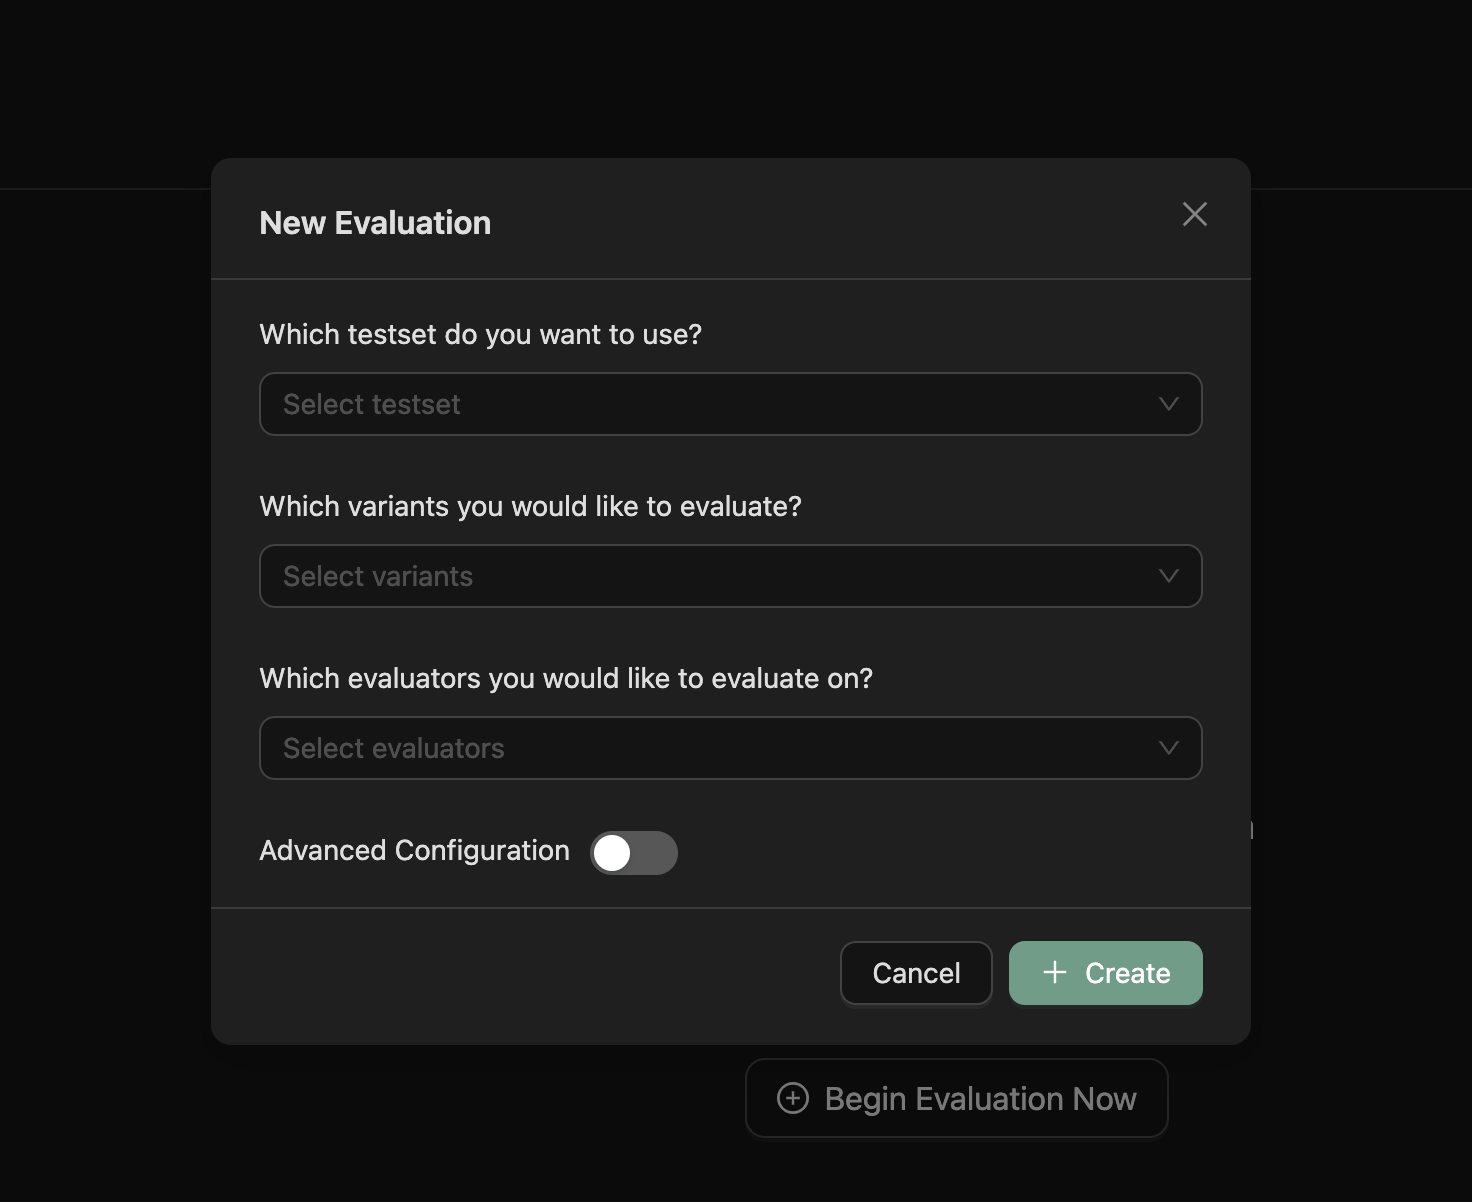 New Evaluation
Which testset do you want to use?
Select testset
Which variants you would like to evaluate?
Select variants
Which evaluators you would like to evaluate on?
Select evaluators
Advanced Configuration
Cancel
+ Create
Begin Evaluation Now